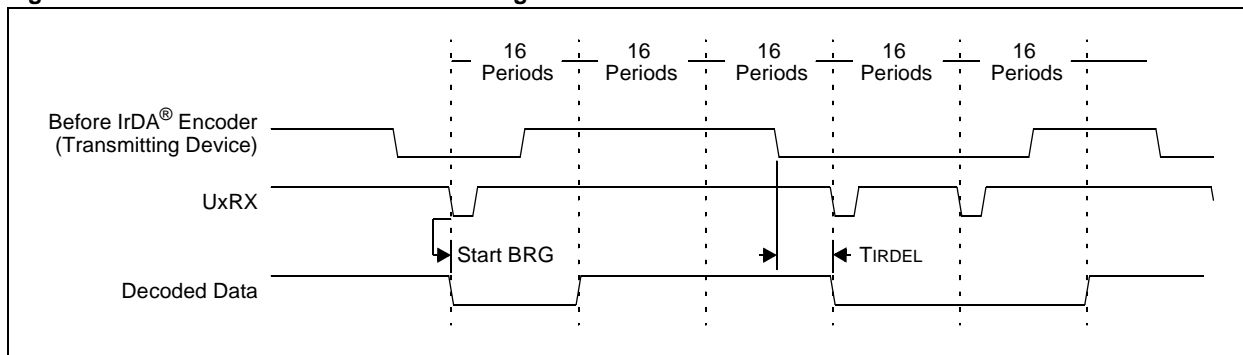 16 16 16 16 16
Periods Periods Periods Periods Periods
Before IrDA® Encoder
(Transmitting Device)
UxRX
Start BRG TIRDEL
Decoded Data